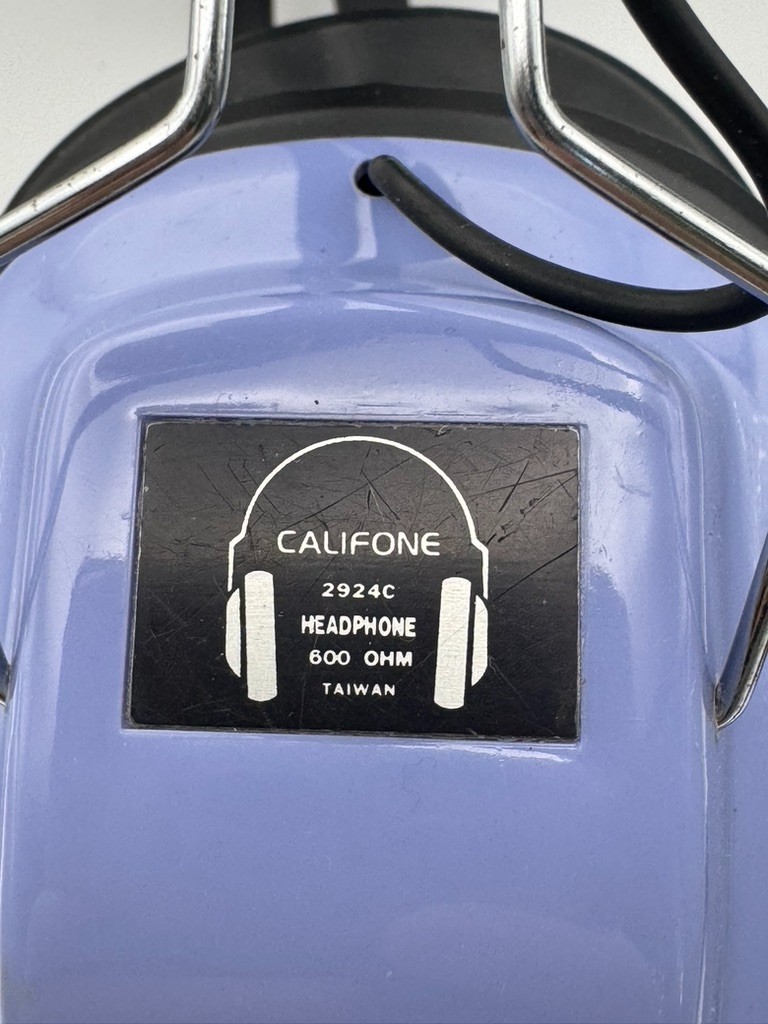 CALIFONE
2924C
HEADPHONE
600 OHM
TAIWAN